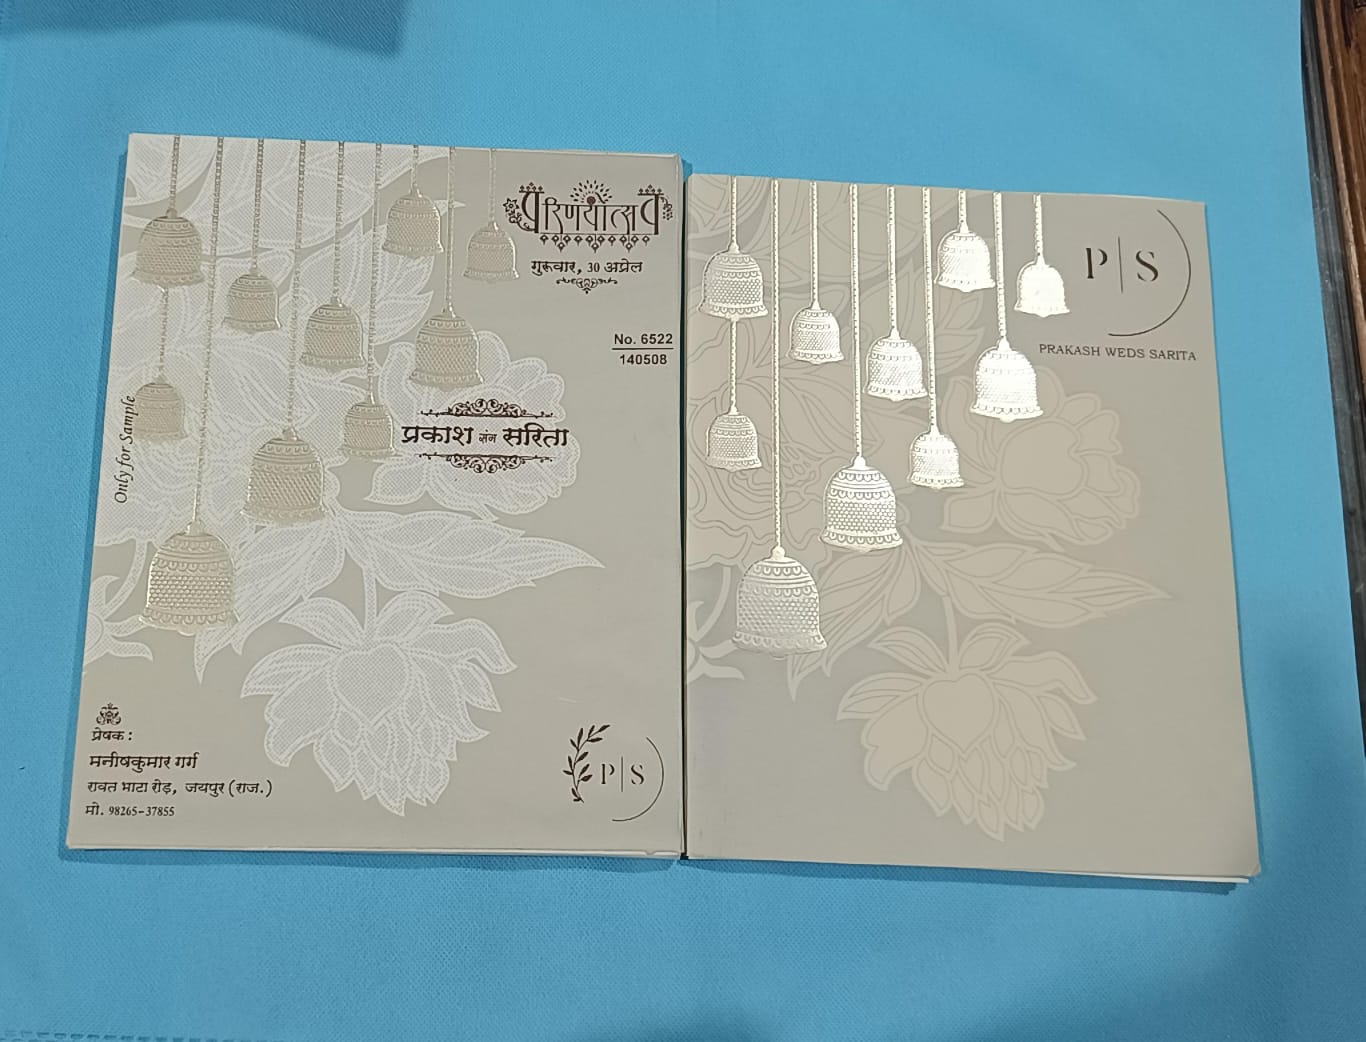 परिणयोत्सव
गुरूवार, 30 अप्रेल
No. 6522
140508
Only for Sample
प्रकाश संग सरिता
प्रेषक :
मनीषकुमार गर्ग
रावत भाटा रोड़, जयपुर (राज.)
मो. 98265-37855
P|S
P|S
PRAKASH WEDS SARITA